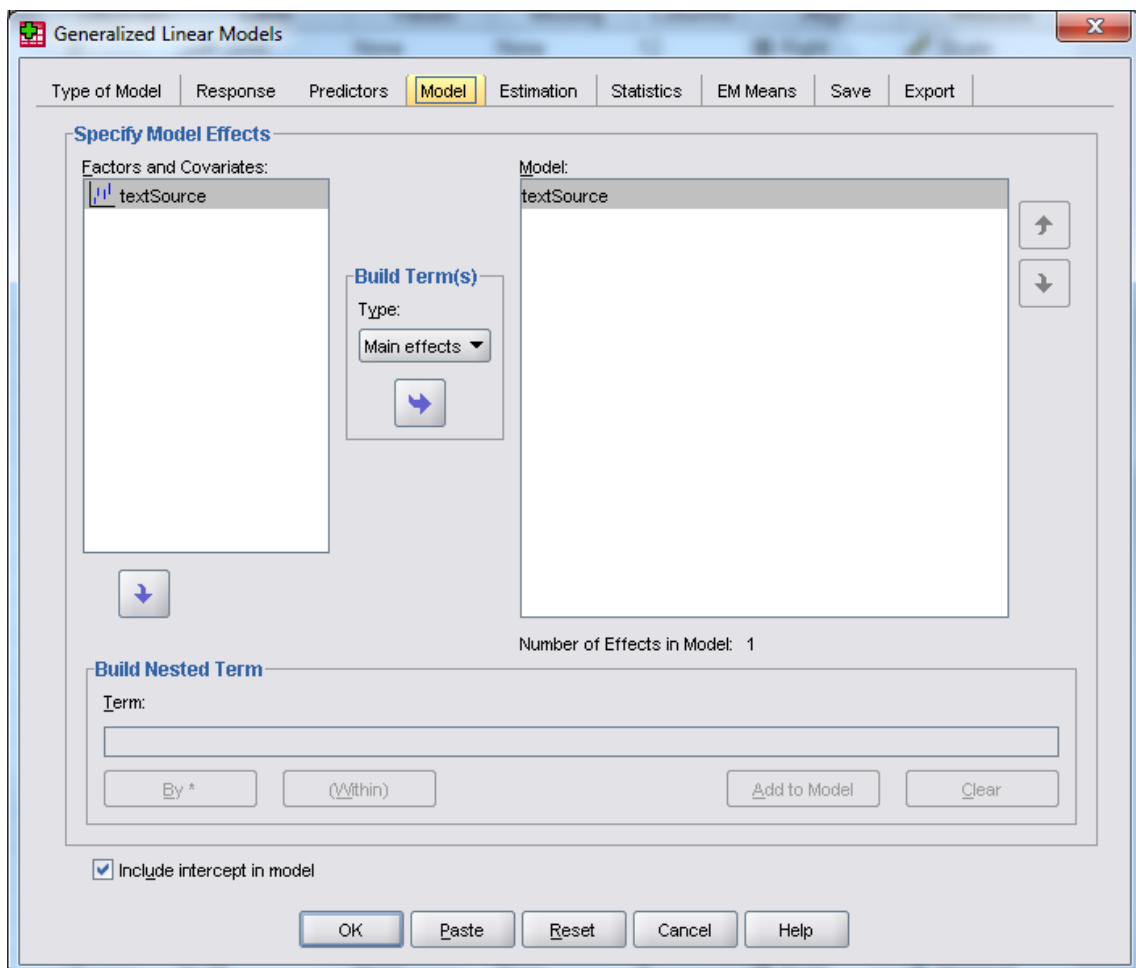 Generalized Linear Models
Type of Model Response Predictors Model Estimation Statistics EM Means Save Export
Specify Model Effects
Factors and Covariates:
textSource
Model:
textSource
Build Term(s)
Type:
Main effects
Number of Effects in Model: 1
Build Nested Term
Term:
By * (Within) Add to Model Clear
Include intercept in model
OK Paste Reset Cancel Help